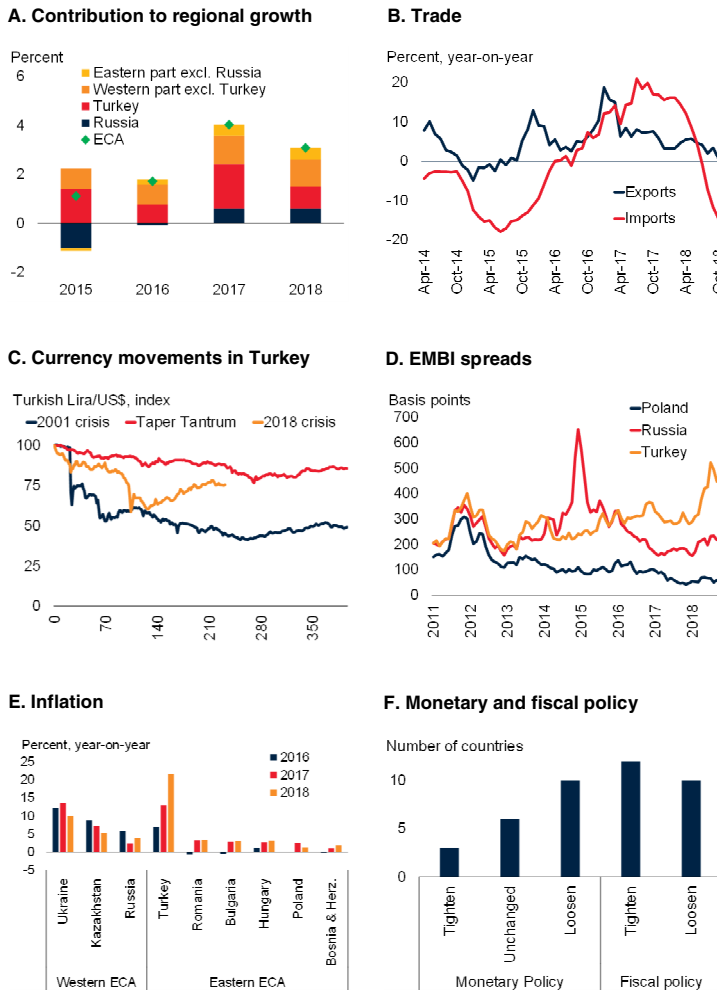 A. Contribution to regional growth
Percent
6
4
2
0
-2
Eastern part excl. Russia
Western part excl. Turkey
Turkey
Russia
ECA
2015 2016 2017 2018
B. Trade
Percent, year-on-year
20
10
0
-10
-20
Exports
Imports
Apr-14 Oct-14 Apr-15 Oct-15 Apr-16 Oct-16 Apr-17 Oct-17 Apr-18
C. Currency movements in Turkey
Turkish Lira/US$, index
2001 crisis Taper Tantrum 2018 crisis
100
75
50
25
0
0 70 140 210 280 350
D. EMBI spreads
Basis points
700
600
500
400
300
200
100
0
Poland
Russia
Turkey
2011 2012 2013 2014 2015 2016 2017 2018
E. Inflation
Percent, year-on-year
25
20
15
10
5
0
-5
2016
2017
2018
Ukraine Kazakhstan Russia Turkey Romania Bulgaria Hungary Poland Bosnia & Herz.
Western ECA Eastern ECA
F. Monetary and fiscal policy
Number of countries
10
5
0
Tighten Unchanged Loosen Tighten Loosen
Monetary Policy Fiscal policy